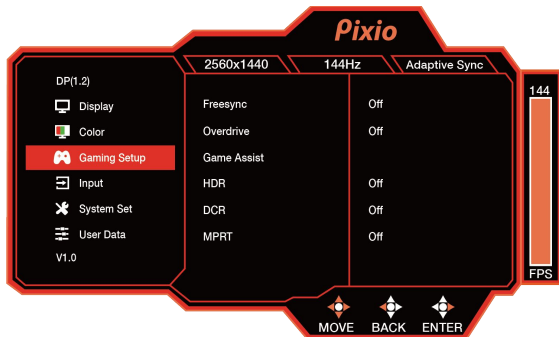 Pixio
2560x1440 144Hz Adaptive Sync
DP(1.2)
Display
Color
Gaming Setup
Input
System Set
User Data
V1.0
Freesync Off
Overdrive Off
Game Assist
HDR Off
DCR Off
MPRT Off
144
FPS
MOVE BACK ENTER